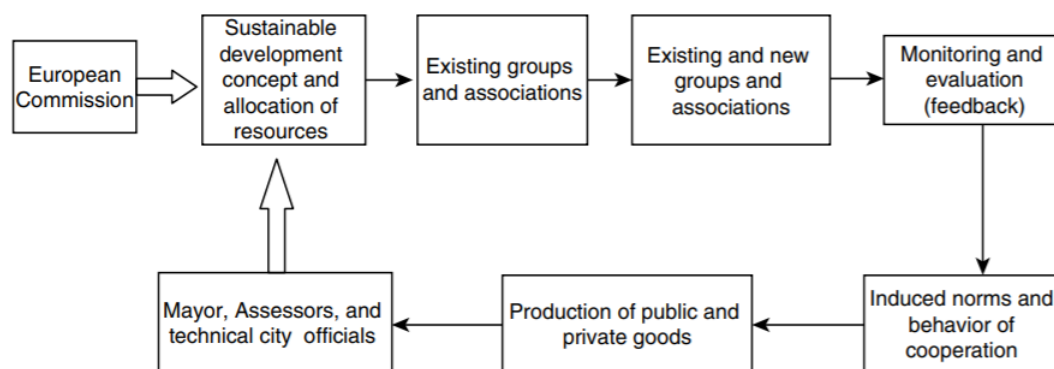 European
Commission
Sustainable
development
concept and
allocation of
resources
Existing groups
and associations
Existing and new
groups and
associations
Monitoring and
evaluation
(feedback)
Mayor, Assessors, and
technical city officials
Production of public and
private goods
Induced norms and
behavior of
cooperation